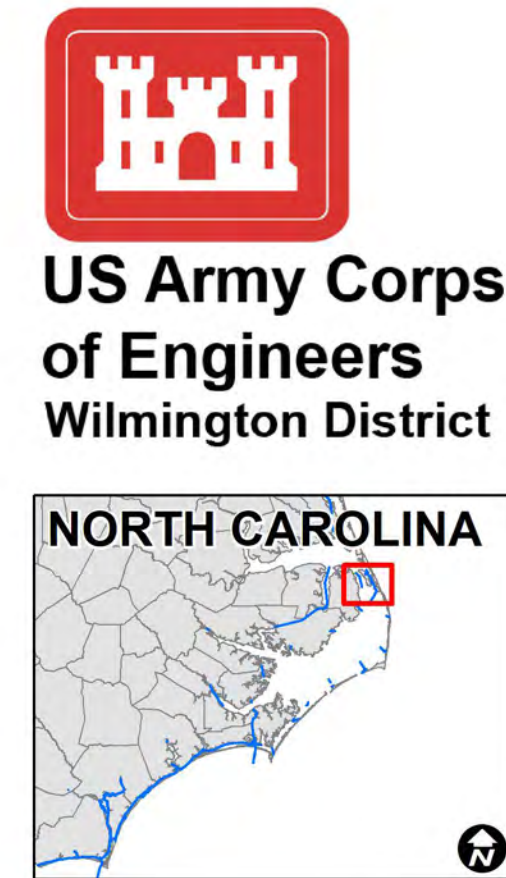 US Army Corps
of Engineers
Wilmington District
NORTH CAROLINA
N